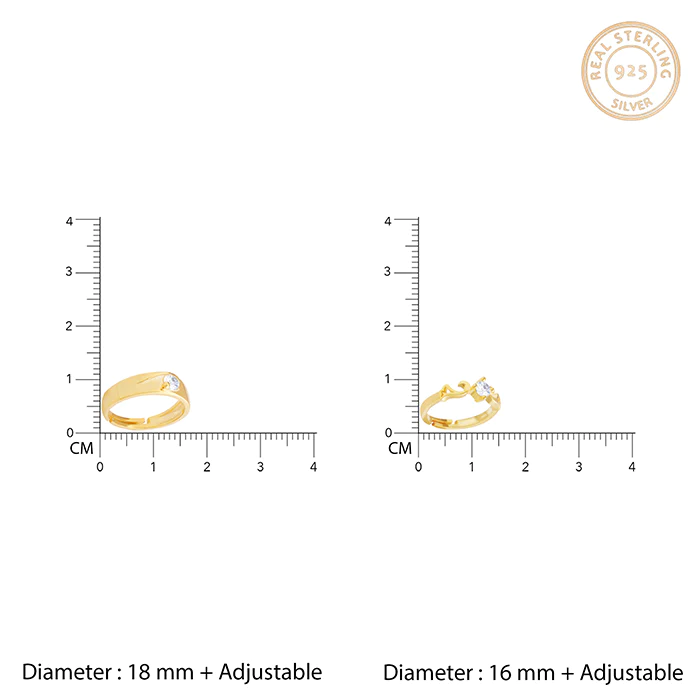 REAL STERLING
925
SILVER
4 4
3 3
2 2
1 1
0 0
CM CM
0 1 2 3 4 0 1 2 3 4
Diameter : 18 mm + Adjustable Diameter : 16 mm + Adjustable